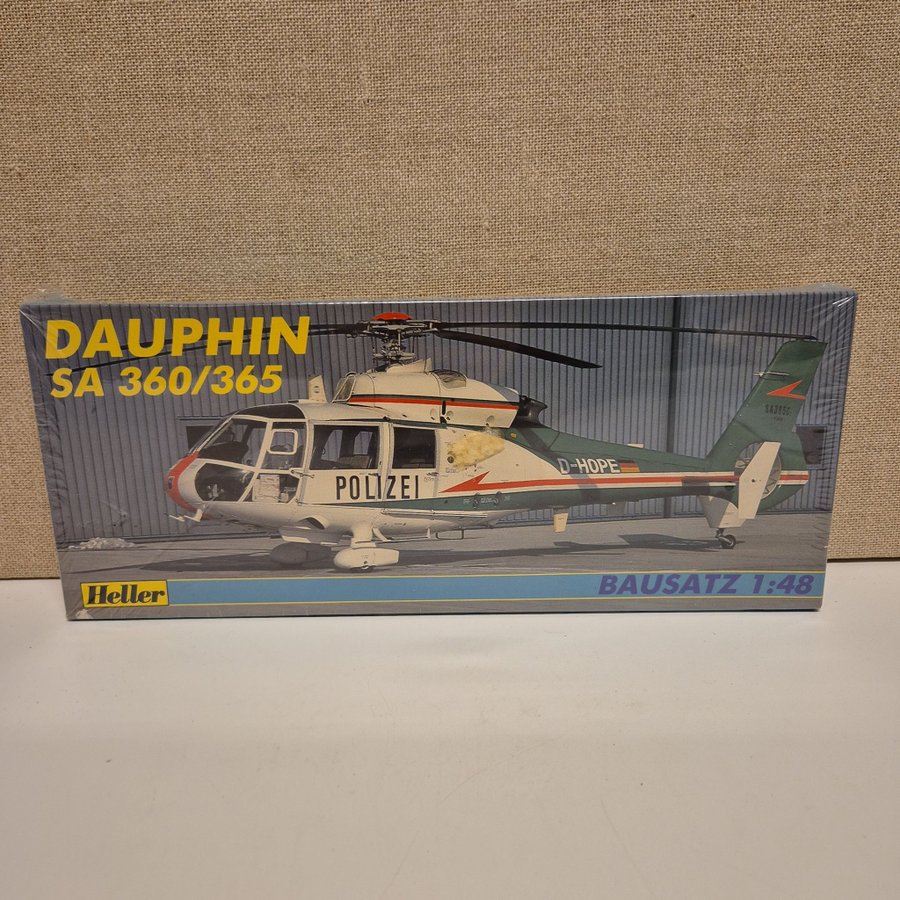 DAUPHIN
SA 360/365
D-HOPE
POLIZEI
Heller
BAUSATZ 1:48